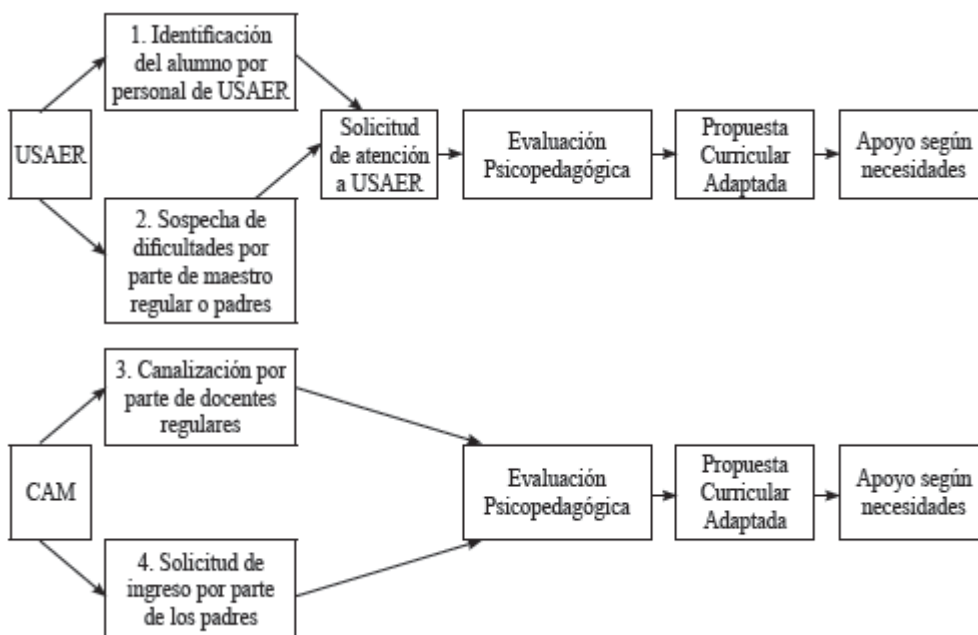 1. Identificación
del alumno por
personal de USAER
USAER
2. Sospecha de
dificultades por
parte de maestro
regular o padres
Solicitud
de atención
a USAER
Evaluación
Psicopedagógica
Propuesta
Curricular
Adaptada
Apoyo según
necesidades
3. Canalización por
parte de docentes
regulares
CAM
4. Solicitud de
ingreso por parte
de los padres
Evaluación
Psicopedagógica
Propuesta
Curricular
Adaptada
Apoyo según
necesidades